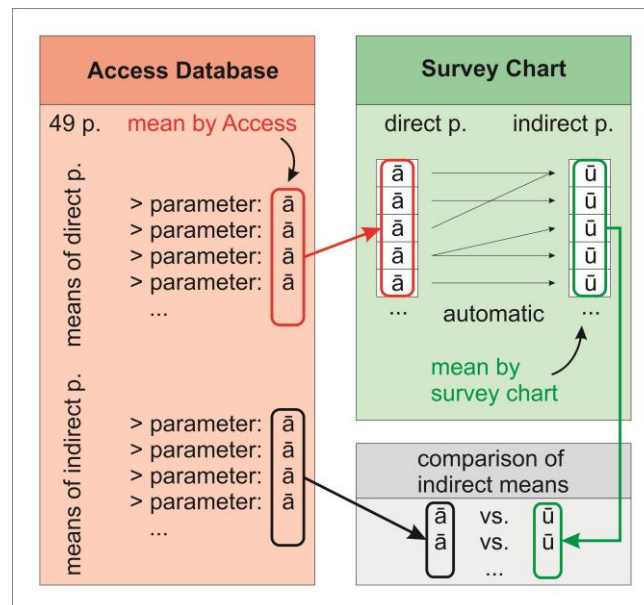 Access Database
49 p. mean by Access
means of direct p.
> parameter: ā
> parameter: ā
> parameter: ā
> parameter: ā
...
means of indirect p.
> parameter: ā
> parameter: ā
> parameter: ā
> parameter: ā
...
Survey Chart
direct p. indirect p.
ā ū
ā ū
ā ū
ā ū
ā ū
... automatic ...
mean by
survey chart
comparison of
indirect means
ā vs. ū
ā vs. ū
...